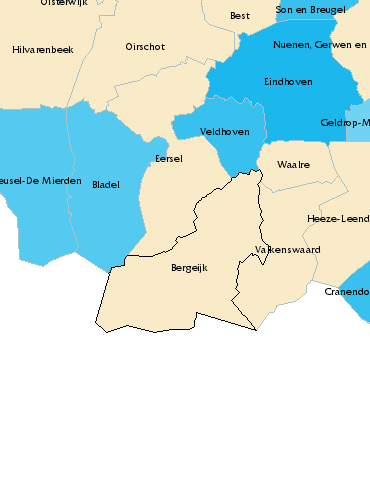 Oisterwijk
Best
Son en Breugel
Hilvarenbeek
Oirschot
Nuenen, Gerwen en
Eindhoven
Geldrop-M
Veldhoven
Eersel
Waalre
eusel-De Mierden
Bladel
Heeze-Leend
Valkenswaard
Bergeijk
Cranendo